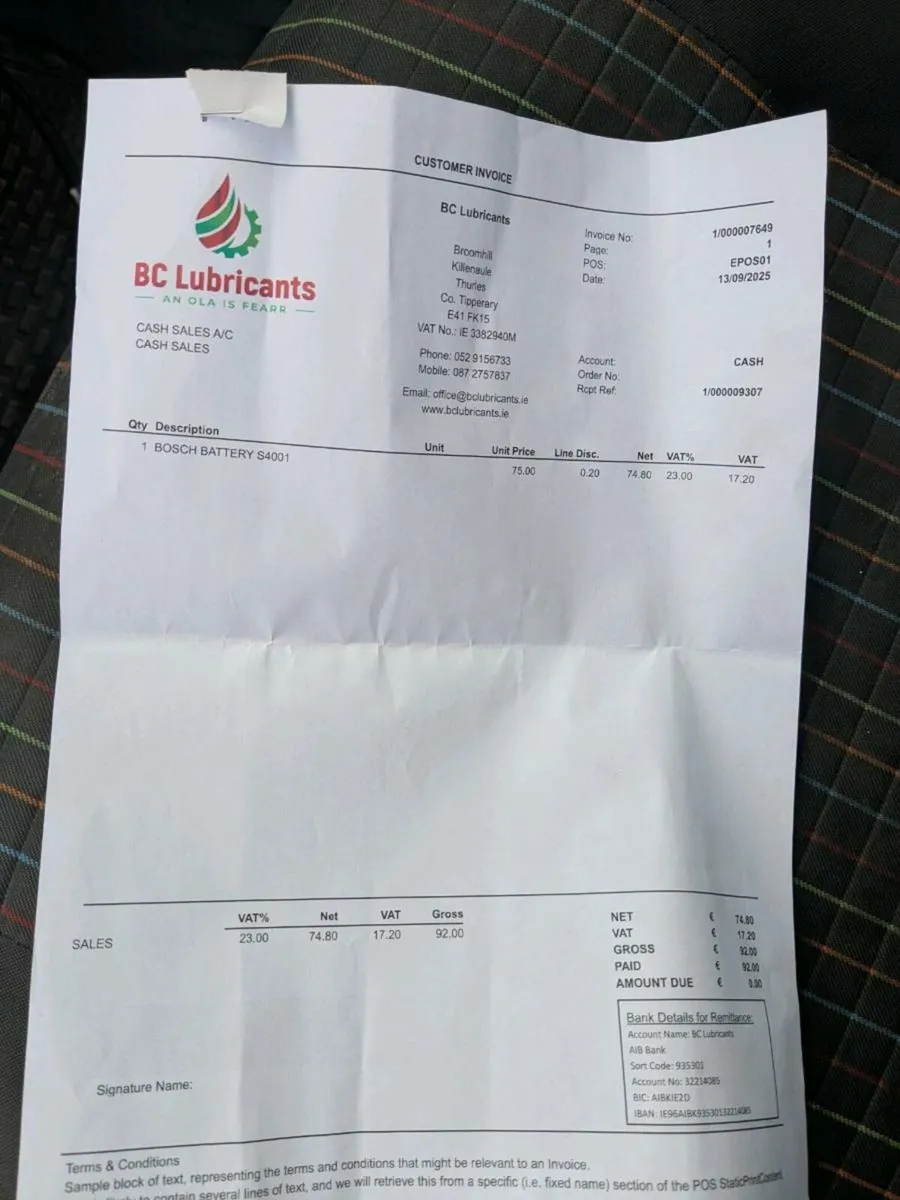 CUSTOMER INVOICE
BC Lubricants
AN OLA IS FEARR
CASH SALES A/C
CASH SALES
BC Lubricants
Broomhill
Killenaule
Thurles
Co. Tipperary
E41 FK15
VAT No.: IE 3382940M
Phone: 052 9156733
Mobile: 087 2757837
Email: office@bclubricants.ie
www.bclubricants.ie
Invoice No: 1/000007649
Page: 1
POS: EPOS01
Date: 13/09/2025
Account: CASH
Order No:
Rcpt Ref: 1/000009307
Qty Description Unit Unit Price Line Disc. Net VAT% VAT
1 BOSCH BATTERY S4001 75.00 0.20 74.80 23.00 17.20
VAT% Net VAT Gross
SALES 23.00 74.80 17.20 92.00
NET € 74.80
VAT € 17.20
GROSS € 92.00
PAID € 92.00
AMOUNT DUE € 0.00
Bank Details for Remittance:
Account Name: BC Lubricants
AIB Bank
Sort Code: 935301
Account No: 32214085
BIC: AIBKIE2D
IBAN: IE96AIBK93530132214085
Signature Name:
Terms & Conditions
Sample block of text, representing the terms and conditions that might be relevant to an Invoice.
to contain several lines of text, and we will retrieve this from a specific (i.e. fixed name) section of the POS StaticPrintContent